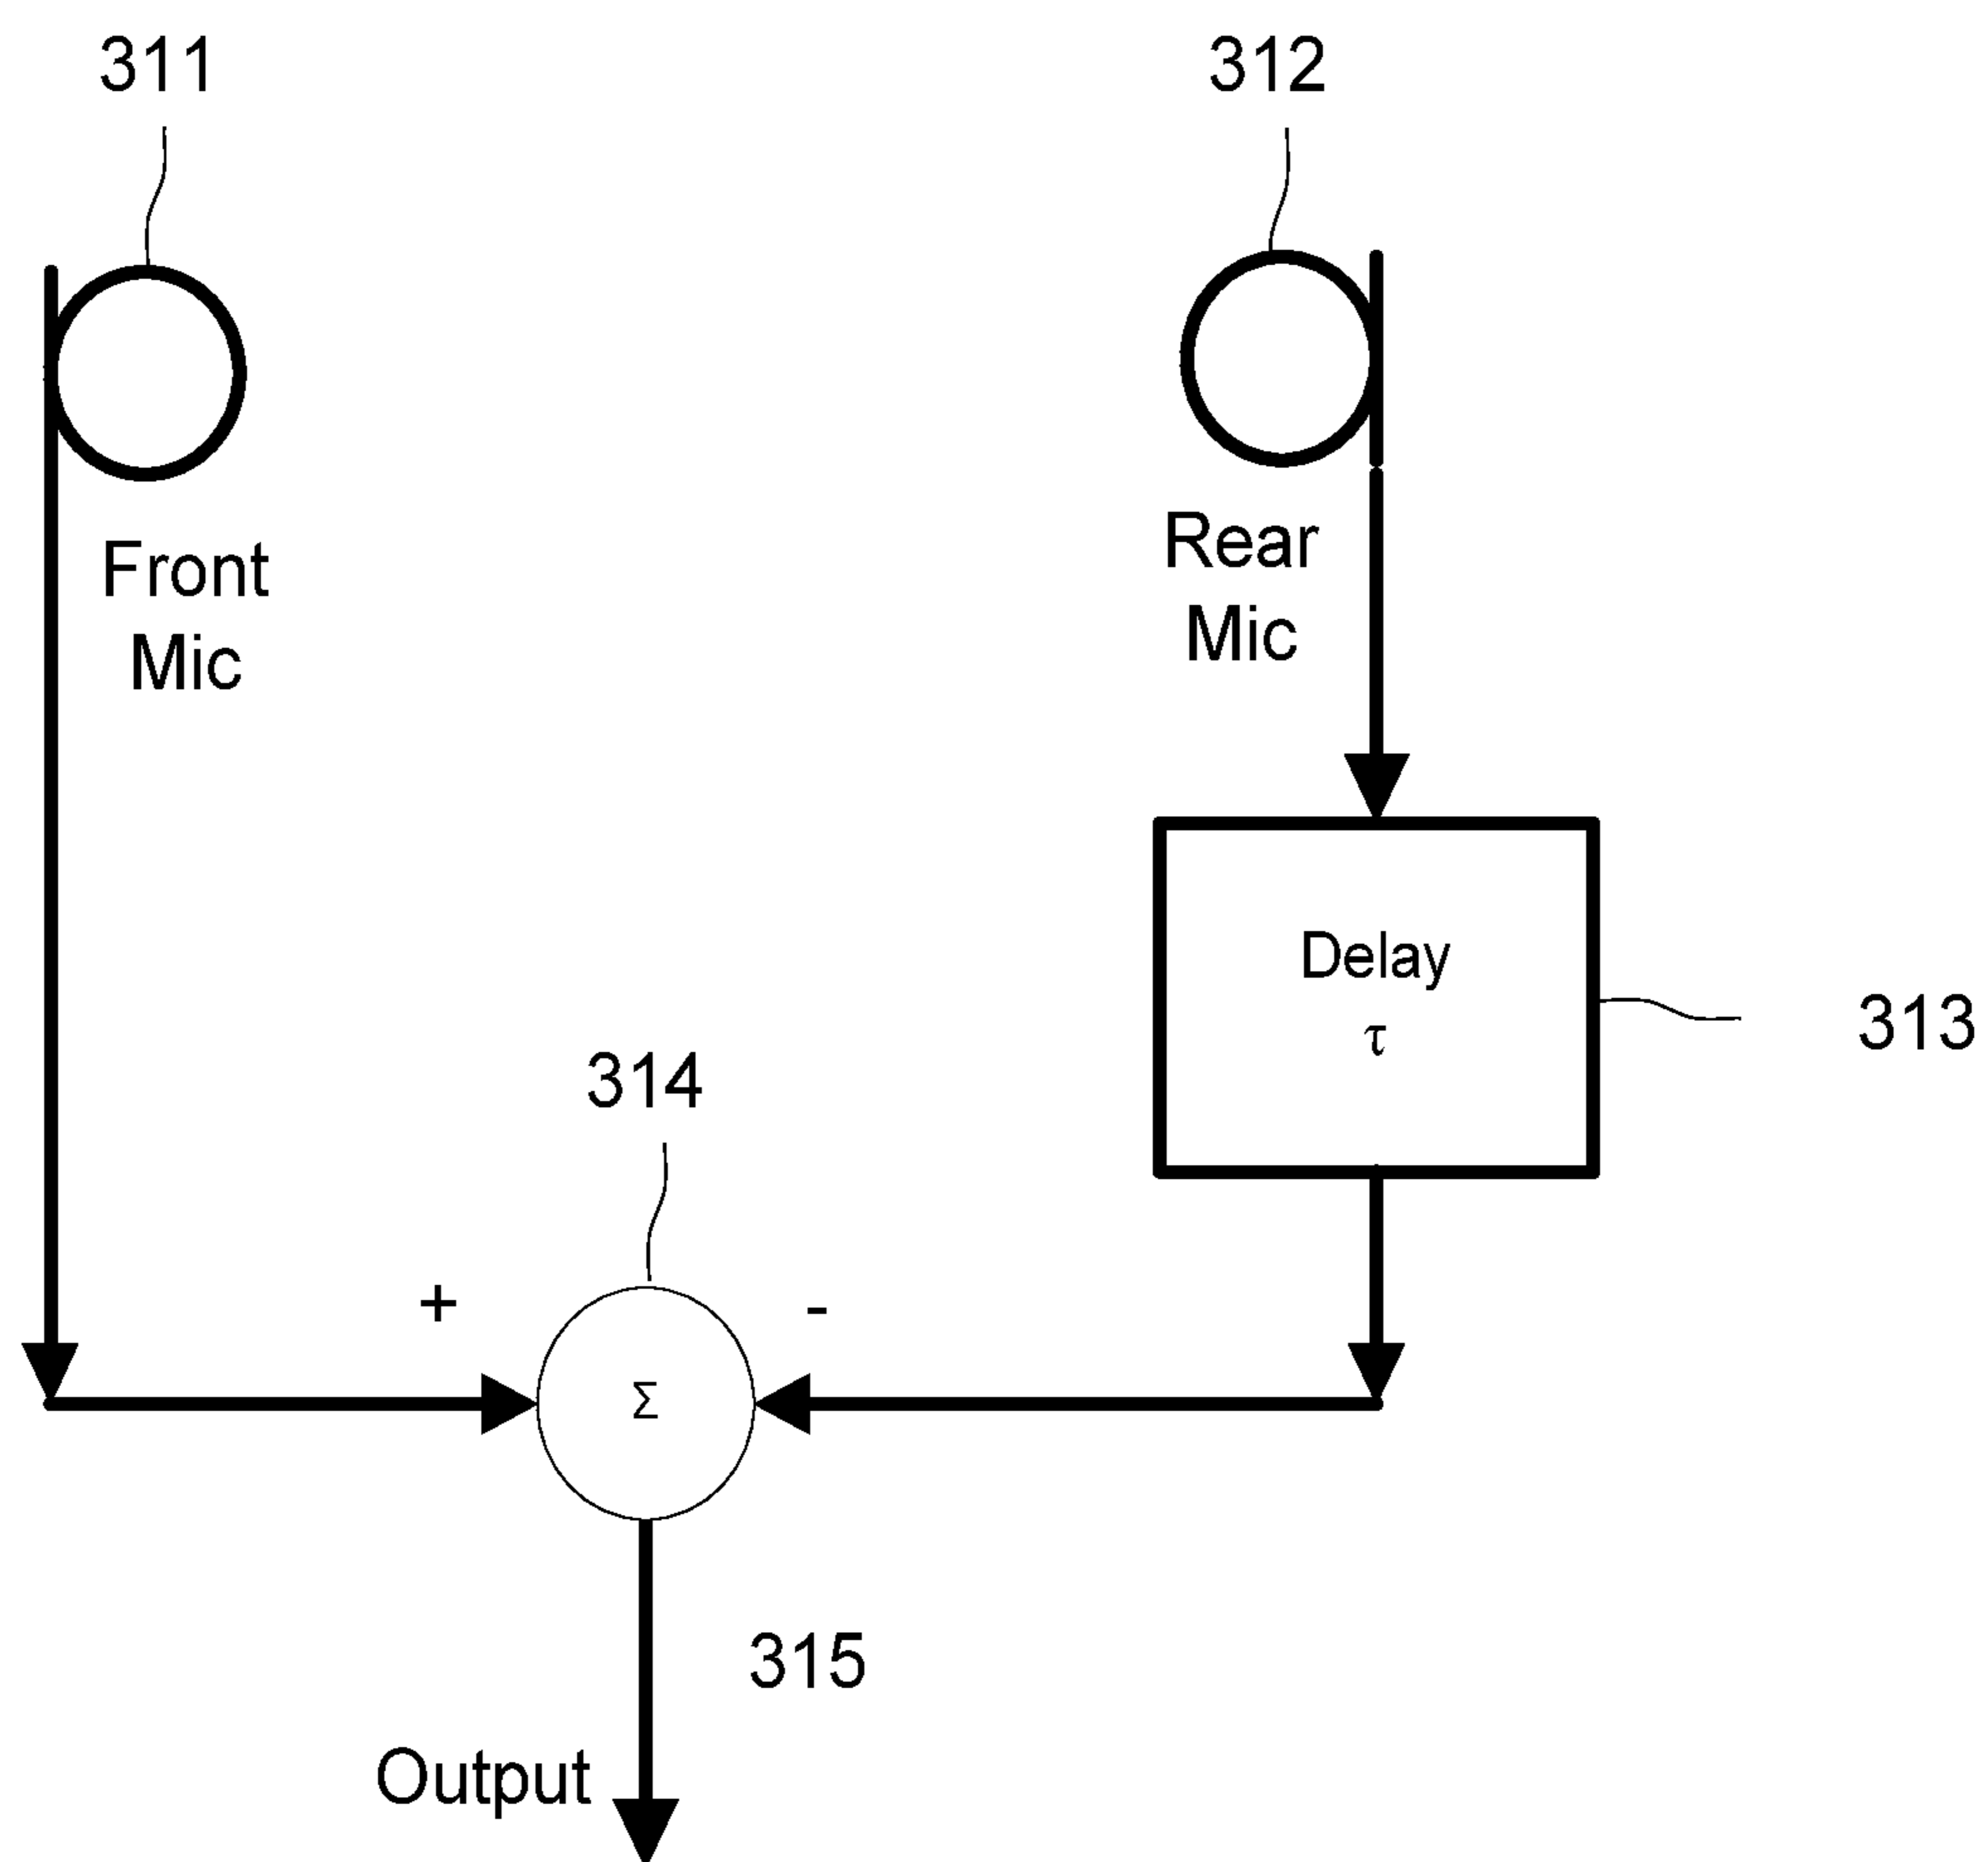 311
312
Front
Mic
Rear
Mic
Delay
τ
313
314
+
-
Σ
315
Output